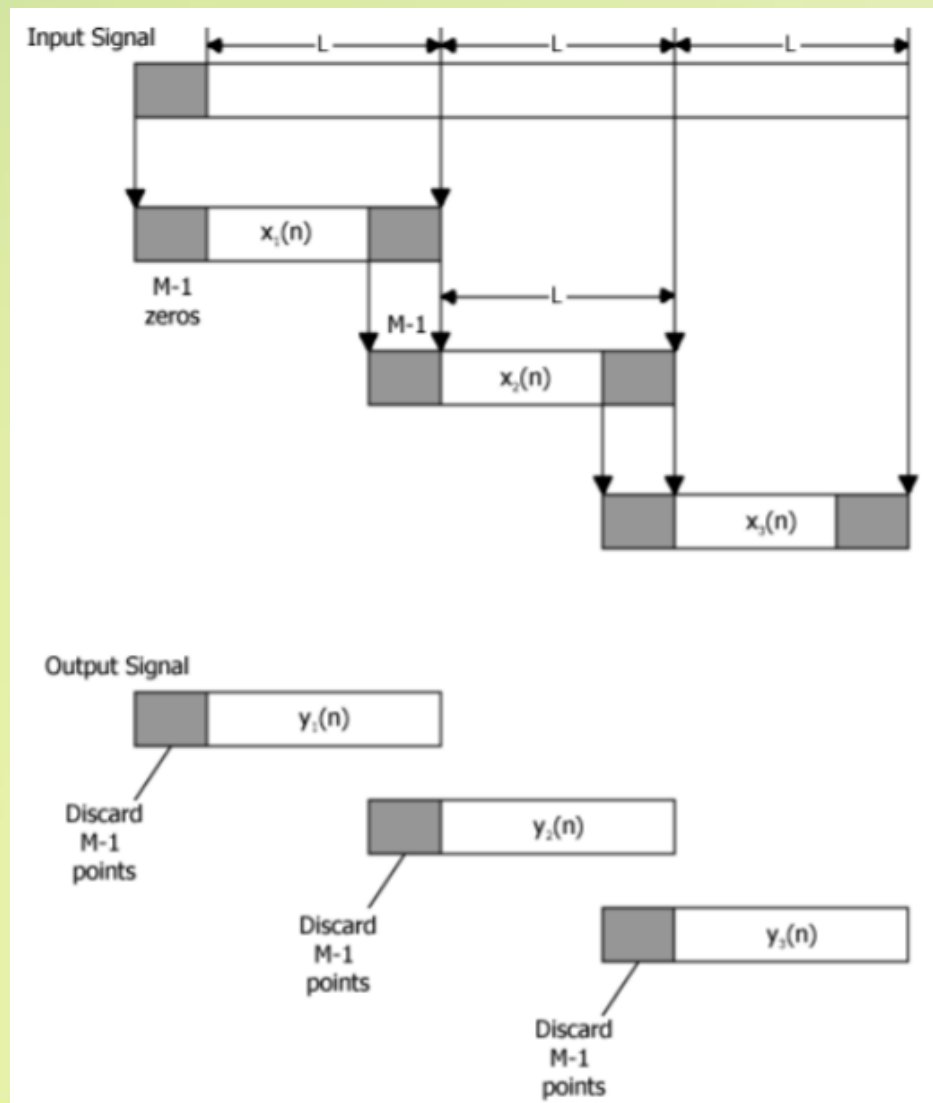 Input Signal
L
L
L
x₁(n)
M-1
zeros
L
M-1
x₂(n)
x₃(n)
Output Signal
y₁(n)
Discard
M-1
points
y₂(n)
Discard
M-1
points
y₃(n)
Discard
M-1
points